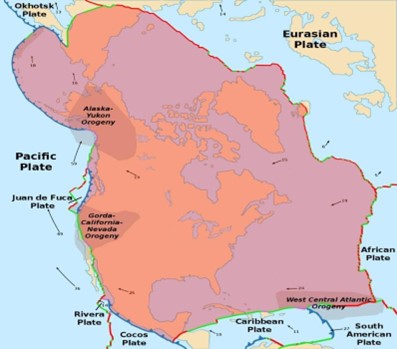 Okhotsk
Plate
Eurasian
Plate
Alaska-
Yukon
Orogeny
Pacific
Plate
Juan de Fuca
Plate
Gorda-
California-
Nevada
Orogeny
African
Plate
West Central Atlantic
Orogeny
Rivera
Plate
Cocos
Plate
Caribbean
Plate
South
American
Plate